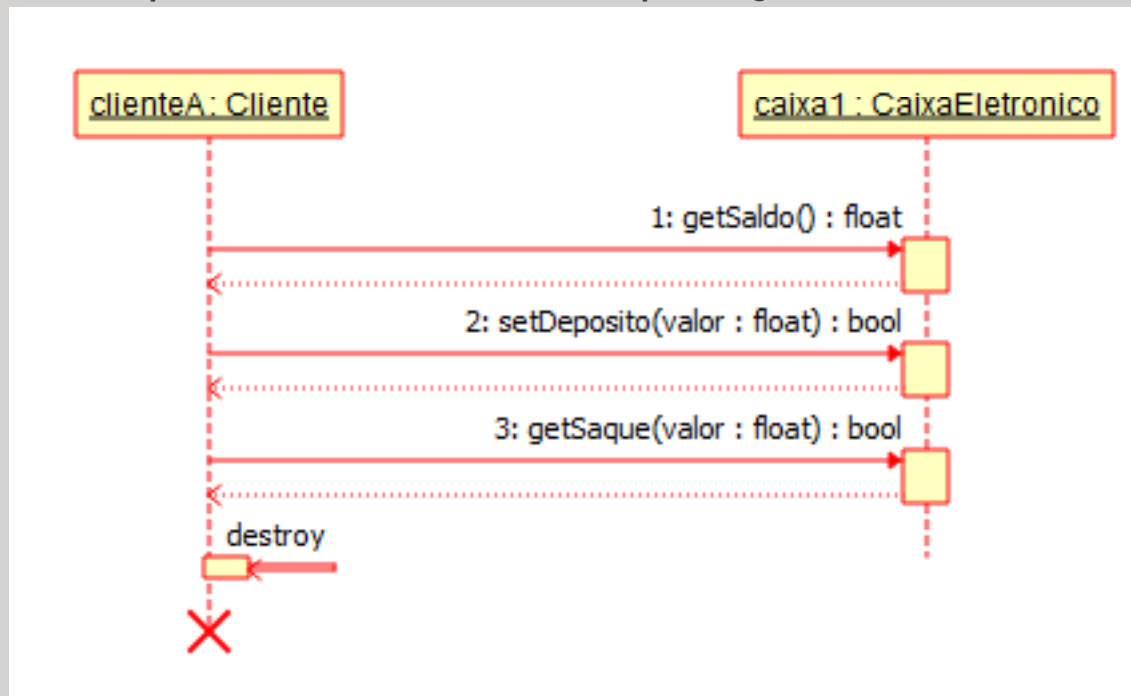 clienteA : Cliente
caixa1 : CaixaEletronico
1: getSaldo() : float
2: setDeposito(valor : float) : bool
3: getSaque(valor : float) : bool
destroy